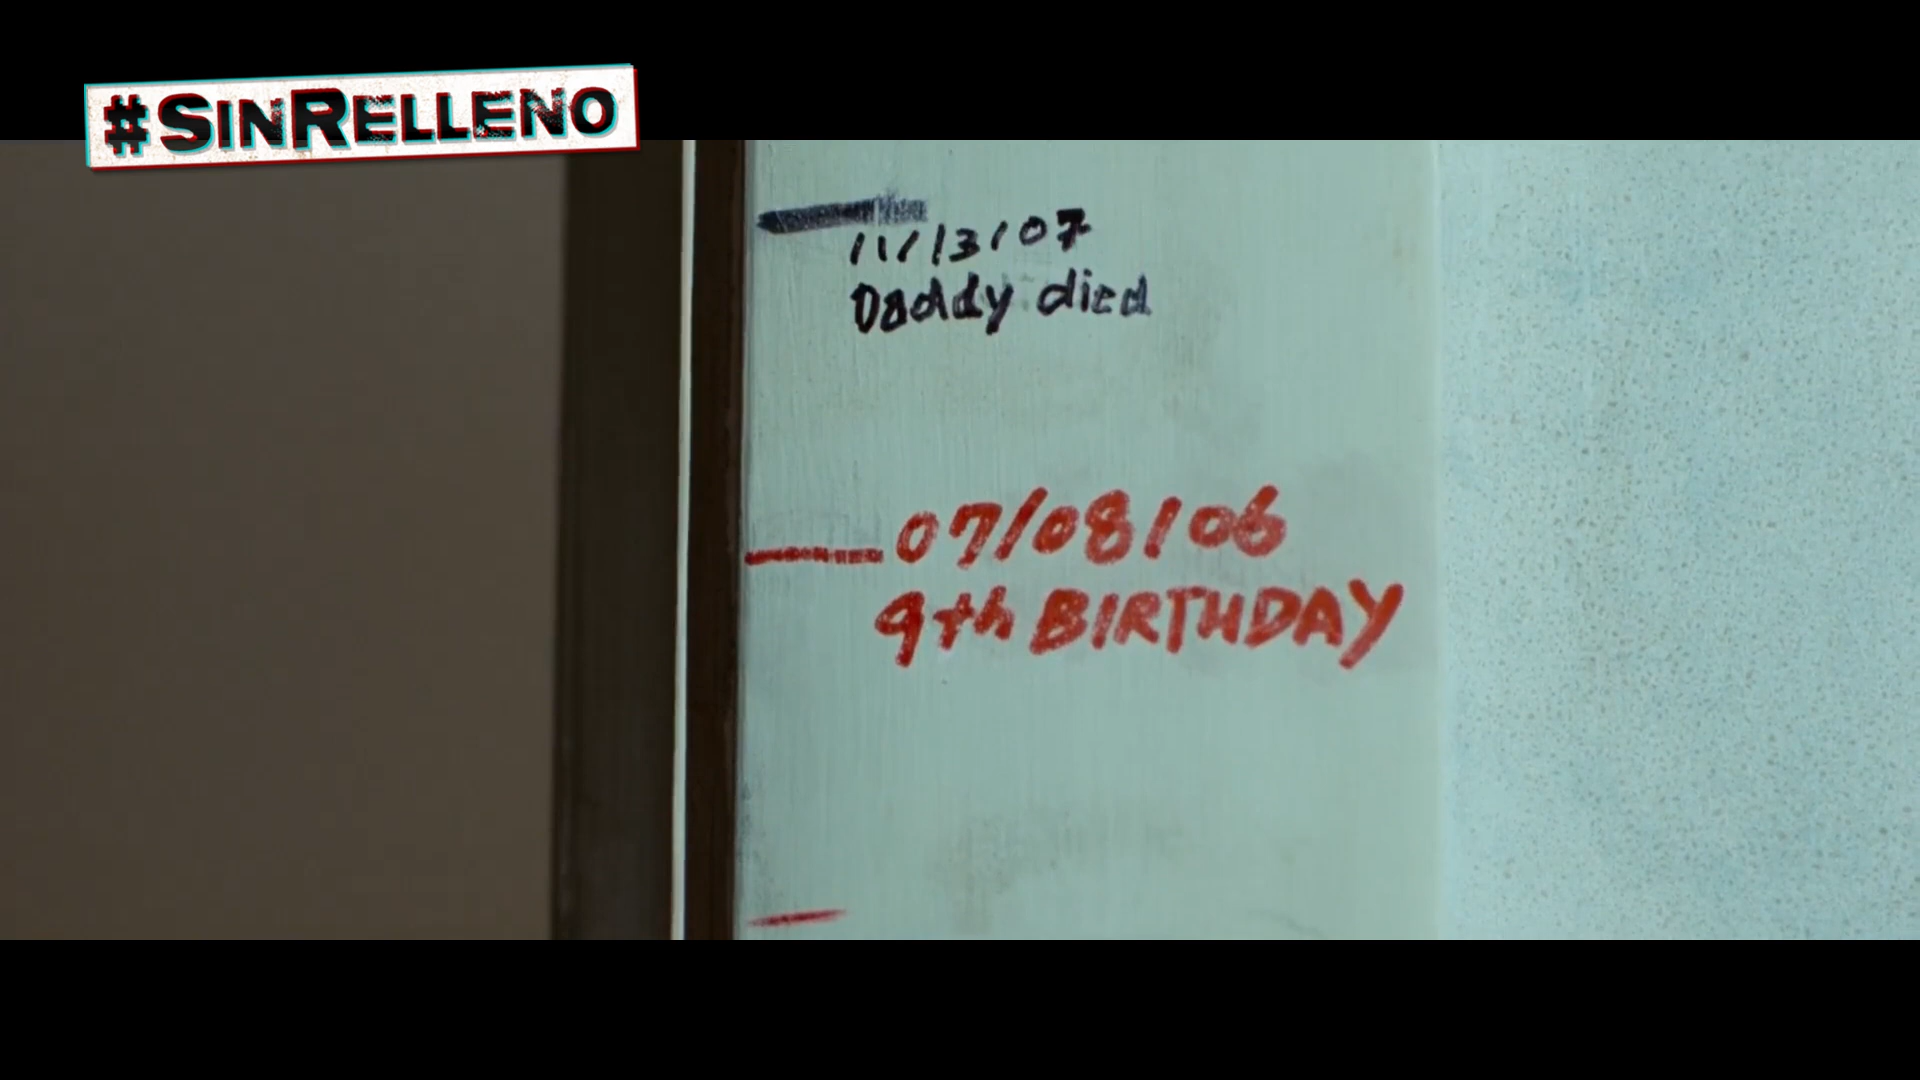 #SINRELLENO
11/13/07
Daddy died
07/08/06
9th BIRTHDAY